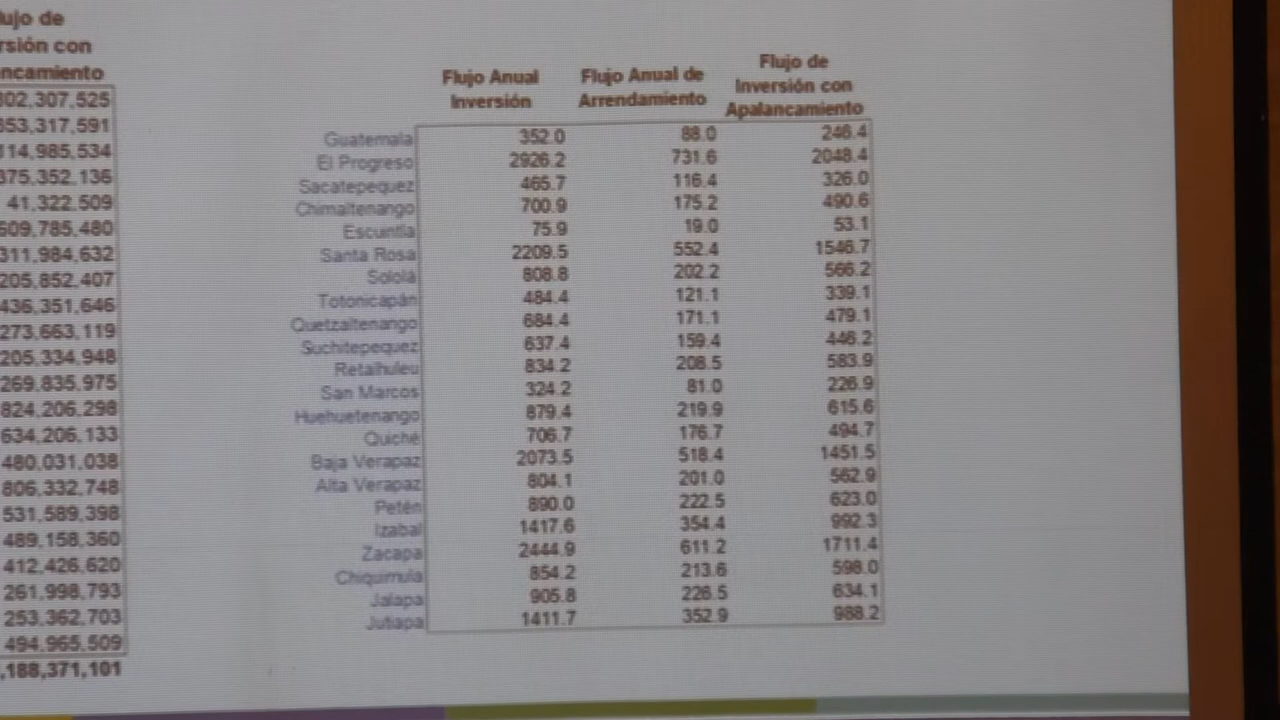 lujo de
rsión con
ncamiento
302,307,525
353,317,591
114,985,534
375,352,136
41,322,509
609,785,480
311,984,632
205,852,407
436,351,646
273,663,119
205,334,948
269,835,975
824,206,298
634,206,133
480,031,038
806,332,748
531,589,398
489,158,360
412,426,620
261,998,793
253,362,703
494,965,509
,188,371,101
Flujo Anual Inversión Flujo Anual de Arrendamiento Flujo de Inversión con Apalancamiento
Guatemala 352.0 88.0 246.4
El Progreso 2926.2 731.6 2048.4
Sacatepequez 465.7 116.4 326.0
Chimaltenango 700.9 175.2 490.6
Escuintla 75.9 19.0 53.1
Santa Rosa 2209.5 552.4 1546.7
Sololá 808.8 202.2 566.2
Totonicapán 484.4 121.1 339.1
Quetzaltenango 684.4 171.1 479.1
Suchitepequez 637.4 159.4 446.2
Retalhuleu 834.2 208.5 583.9
San Marcos 324.2 81.0 226.9
Huehuetenango 879.4 219.9 615.6
Quiché 706.7 176.7 494.7
Baja Verapaz 2073.5 518.4 1451.5
Alta Verapaz 804.1 201.0 562.9
Petén 890.0 222.5 623.0
Izabal 1417.6 354.4 992.3
Zacapa 2444.9 611.2 1711.4
Chiquimula 854.2 213.6 598.0
Jalapa 905.8 226.5 634.1
Jutiapa 1411.7 352.9 988.2